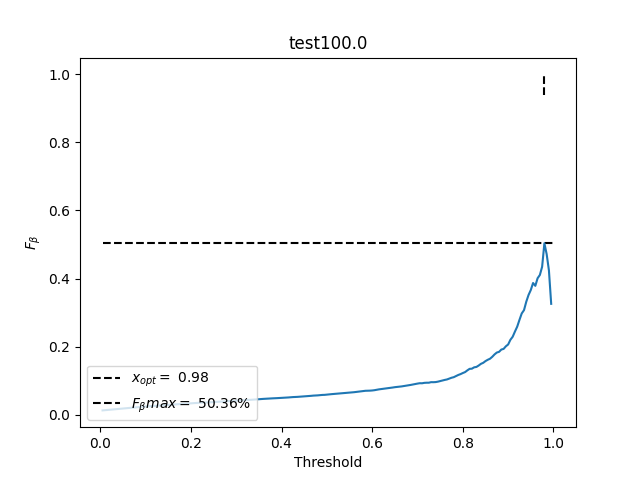 test100.0
1.0
0.8
0.6
0.4
0.2
0.0
F_β
x_opt = 0.98
F_β max = 50.36%
0.0 0.2 0.4 0.6 0.8 1.0
Threshold